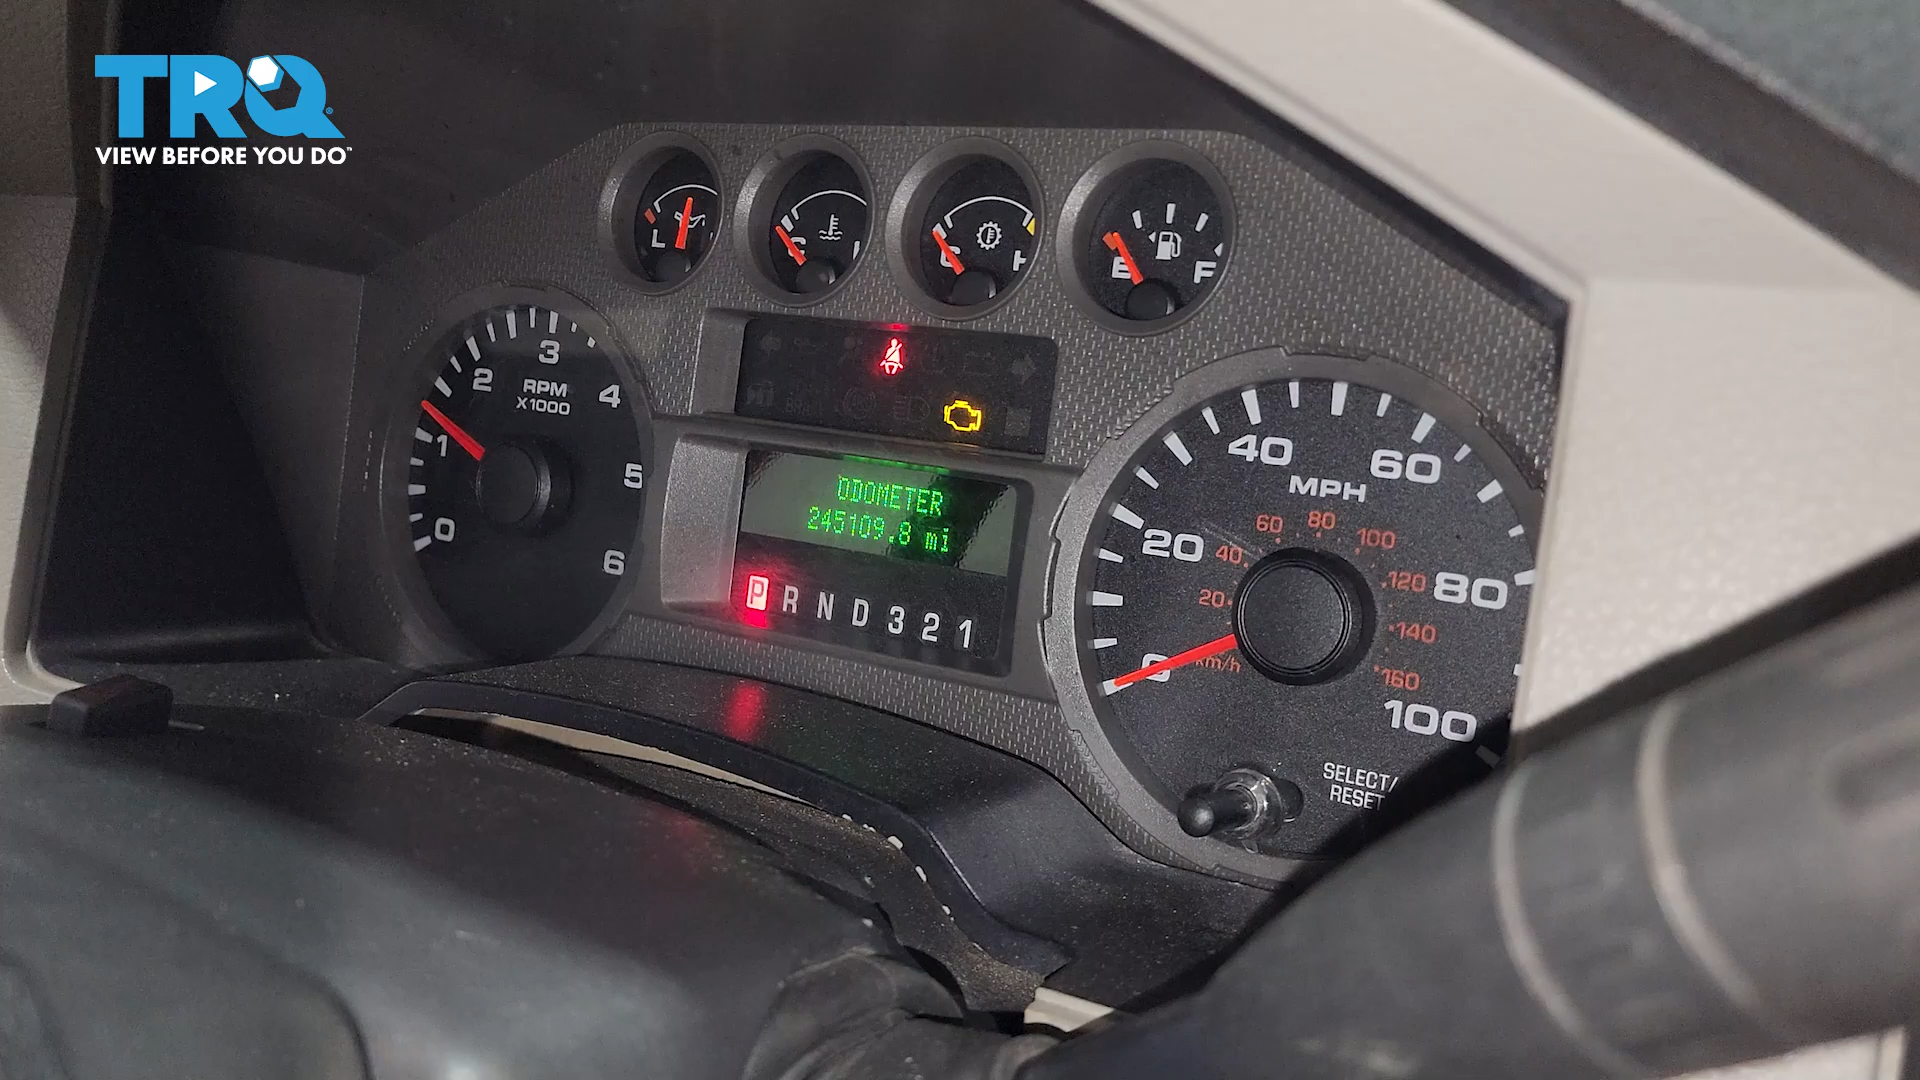 TRQ
VIEW BEFORE YOU DO™
L
C
C H
E F
0 1 2 3 4 5 6
RPM
X1000
ODOMETER
245109.8 mi
P R N D 3 2 1
0 20 40 60 80 100
MPH
20 40 60 80 100 120 140 160
km/h
SELECT/
RESET